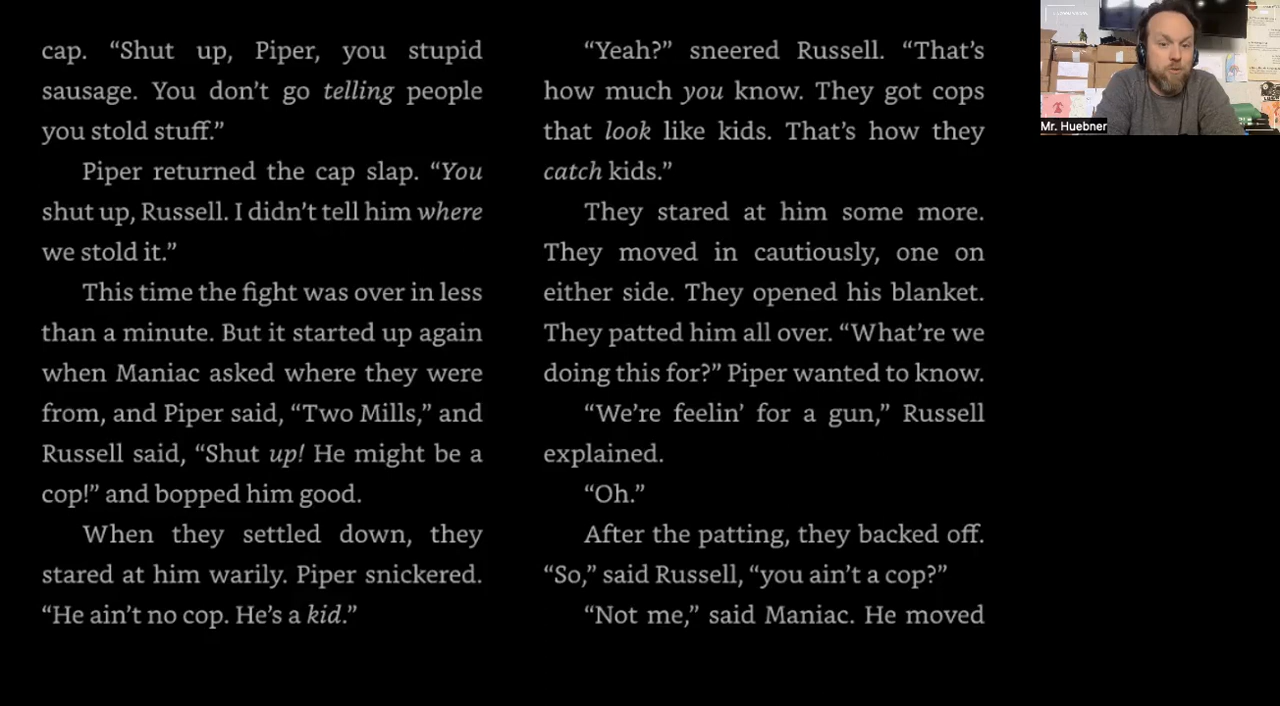 cap. “Shut up, Piper, you stupid
sausage. You don’t go telling people
you stold stuff.”
Piper returned the cap slap. “You
shut up, Russell. I didn’t tell him where
we stold it.”
This time the fight was over in less
than a minute. But it started up again
when Maniac asked where they were
from, and Piper said, “Two Mills,” and
Russell said, “Shut up! He might be a
cop!” and bopped him good.
When they settled down, they
stared at him warily. Piper snickered.
“He ain’t no cop. He’s a kid.”
“Yeah?” sneered Russell. “That’s
how much you know. They got cops
that look like kids. That’s how they
catch kids.”
They stared at him some more.
They moved in cautiously, one on
either side. They opened his blanket.
They patted him all over. “What’re we
doing this for?” Piper wanted to know.
“We’re feelin’ for a gun,” Russell
explained.
“Oh.”
After the patting, they backed off.
“So,” said Russell, “you ain’t a cop?”
“Not me,” said Maniac. He moved
Mr. Huebner